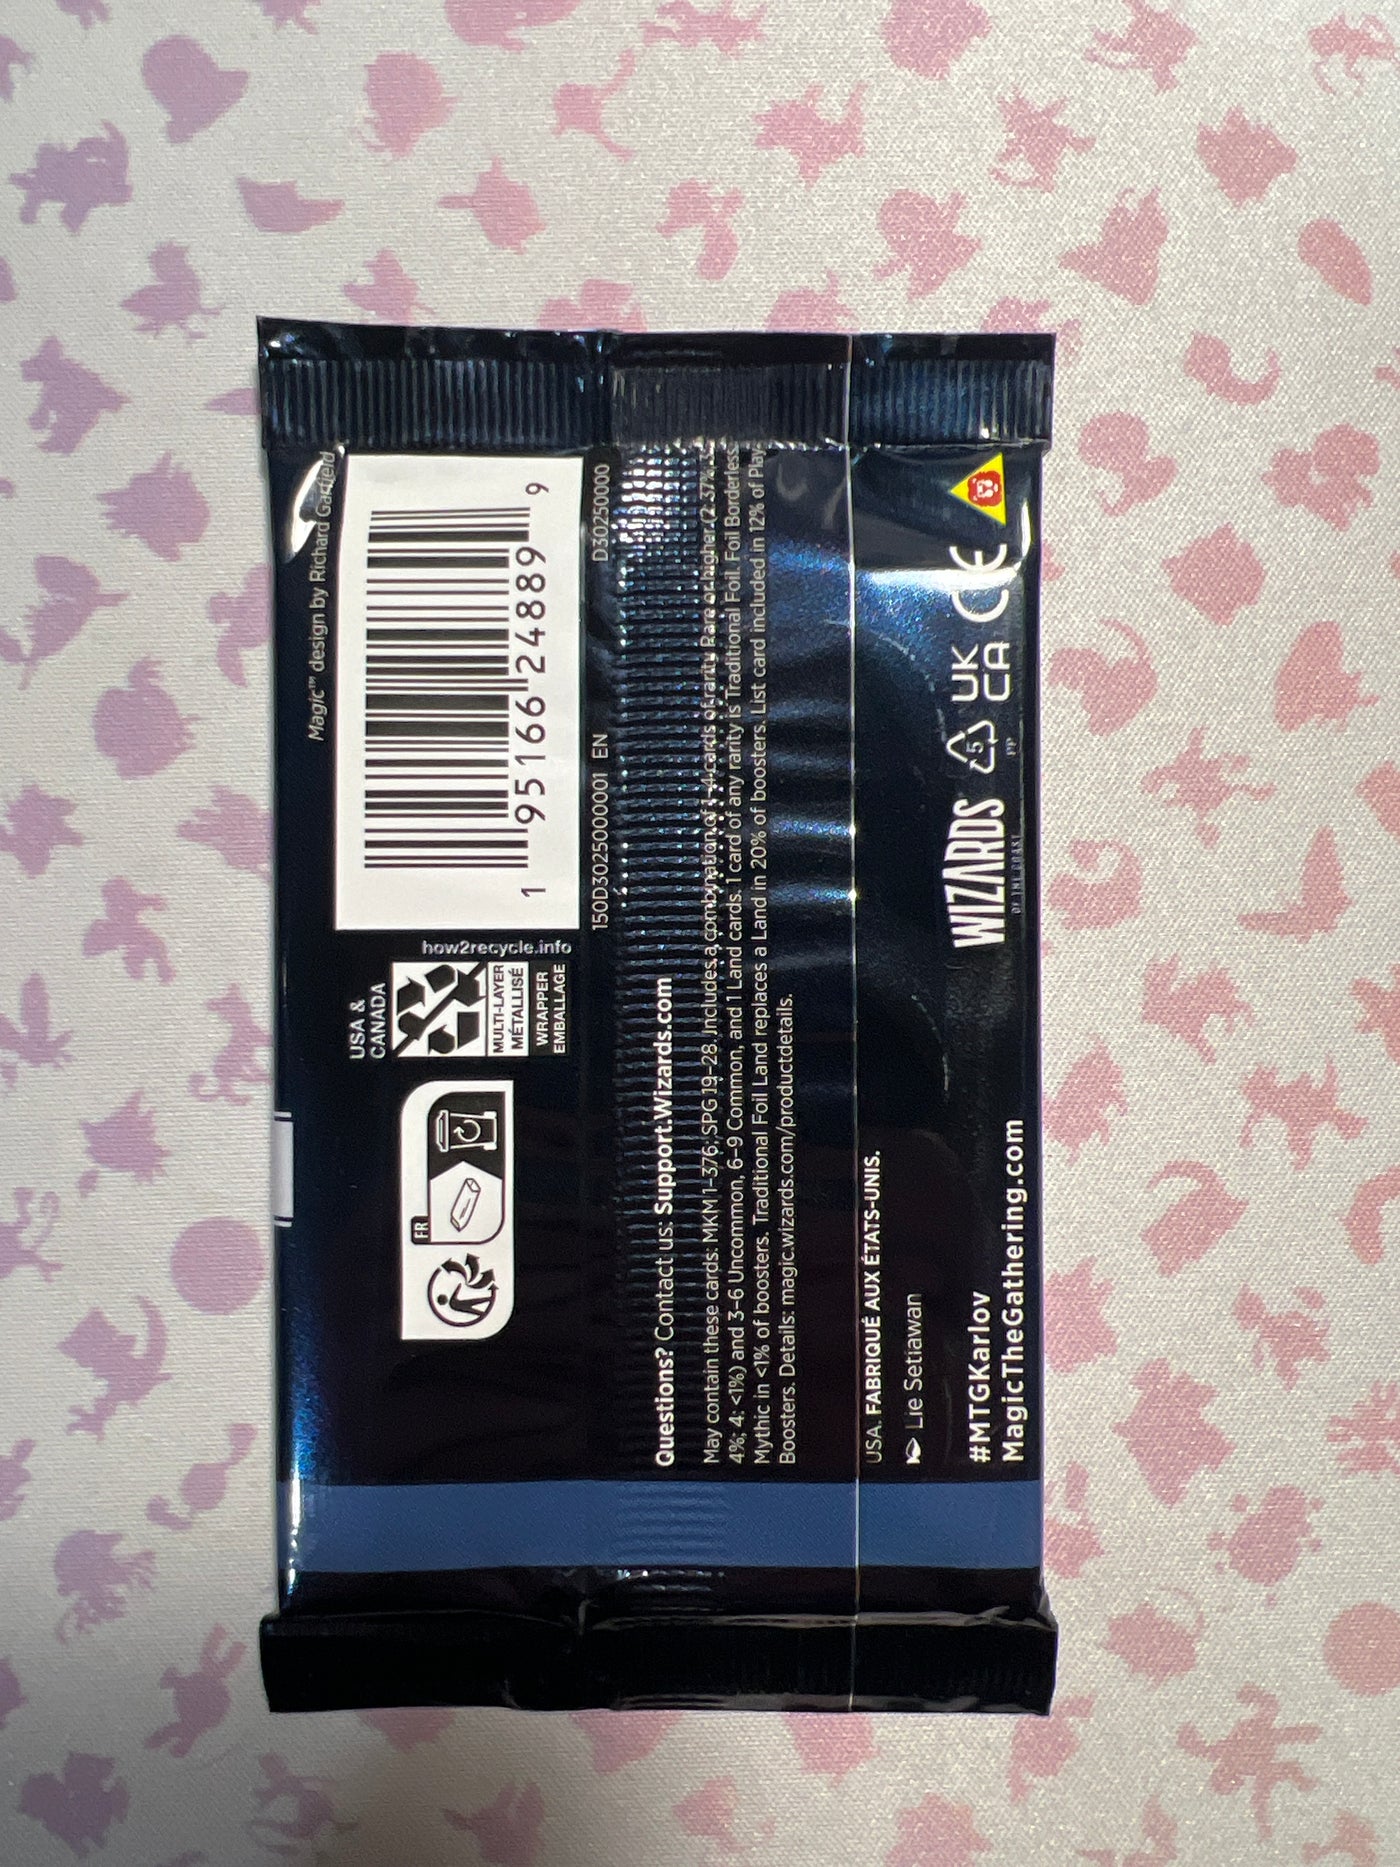 Magic™ design by Richard Garfield
1 95166 24889 9
how2recycle.info
USA &
CANADA
MULTI-LAYER
MÉTALLISÉ
WRAPPER
EMBALLAGE
FR
150D30250000001 EN D30250000
Questions? Contact us: Support.Wizards.com
May contain these cards: MKM 1–376; SPG 19–28. Includes a combination of 1–4 cards of rarity Rare or higher (2: 37%;
4%; 4: <1%) and 3–6 Uncommon, 6–9 Common, and 1 Land cards. 1 card of any rarity is Traditional Foil. Foil Borderless
Mythic in <1% of boosters. Traditional Foil Land replaces a Land in 20% of boosters. List card included in 12% of Play
Boosters. Details: magic.wizards.com/productdetails.
USA. FABRIQUÉ AUX ÉTATS-UNIS.
Lie Setiawan
#MTGKarlov
MagicTheGathering.com
WIZARDS
OF THE COAST
5
PP
UK
CA
CE